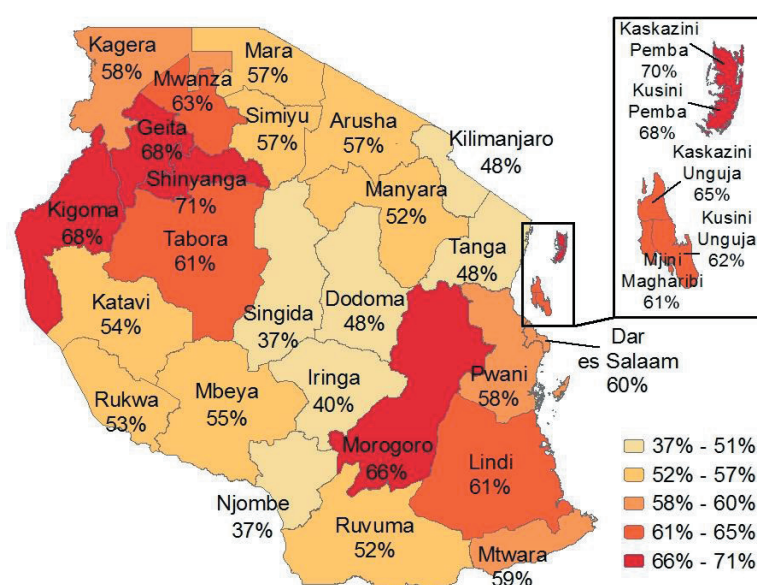 Kagera
58%
Mara
57%
Mwanza
63%
Simiyu
57%
Arusha
57%
Kilimanjaro
48%
Geita
68%
Shinyanga
71%
Kigoma
68%
Tabora
61%
Manyara
52%
Tanga
48%
Katavi
54%
Singida
37%
Dodoma
48%
Dar
es Salaam
60%
Rukwa
53%
Mbeya
55%
Iringa
40%
Pwani
58%
Morogoro
66%
Lindi
61%
Njombe
37%
Ruvuma
52%
Mtwara
59%
Kaskazini
Pemba
70%
Kusini
Pemba
68%
Kaskazini
Unguja
65%
Kusini
Unguja
62%
Mjini
Magharibi
61%
37% - 51%
52% - 57%
58% - 60%
61% - 65%
66% - 71%